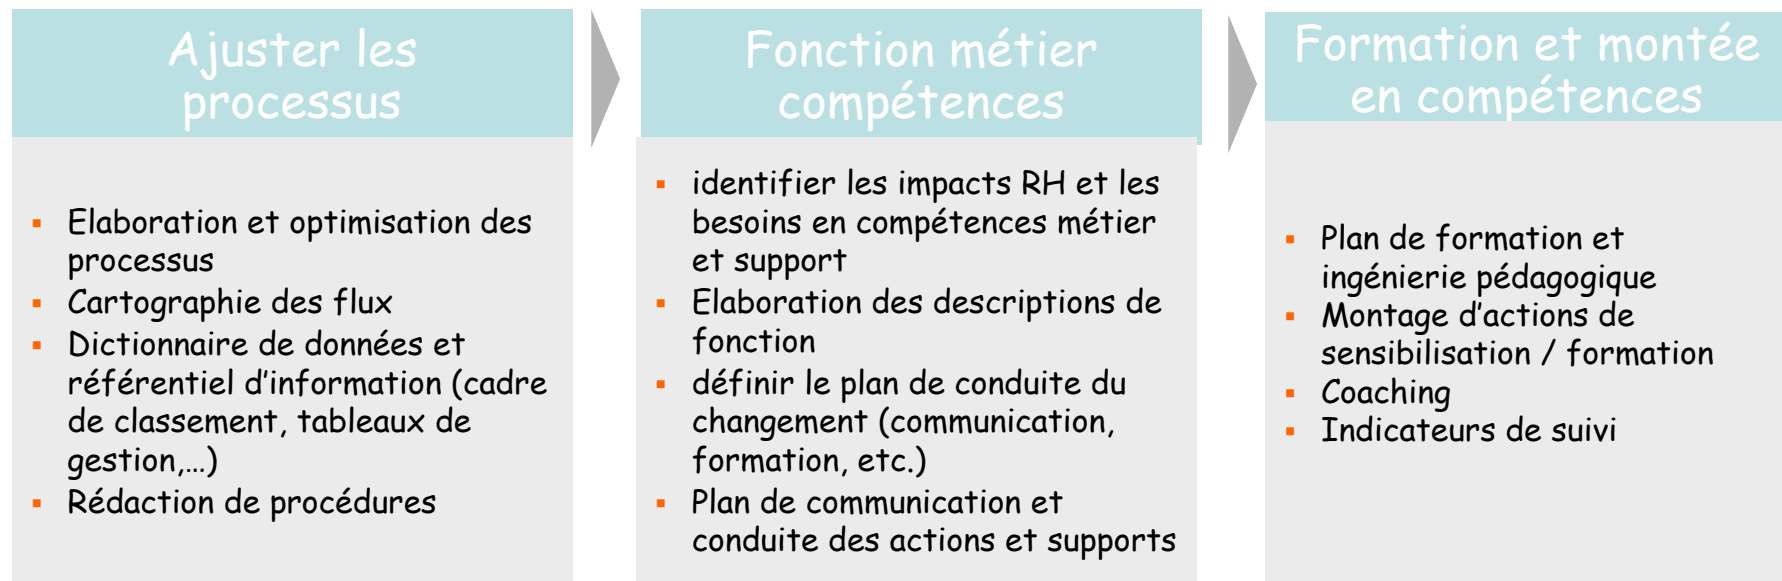 Ajuster les
processus
Elaboration et optimisation des
processus
Cartographie des flux
Dictionnaire de données et
référentiel d’information (cadre
de classement, tableaux de
gestion,…)
Rédaction de procédures
Fonction métier
compétences
identifier les impacts RH et les
besoins en compétences métier
et support
Elaboration des descriptions de
fonction
définir le plan de conduite du
changement (communication,
formation, etc.)
Plan de communication et
conduite des actions et supports
Formation et montée
en compétences
Plan de formation et
ingénierie pédagogique
Montage d’actions de
sensibilisation / formation
Coaching
Indicateurs de suivi